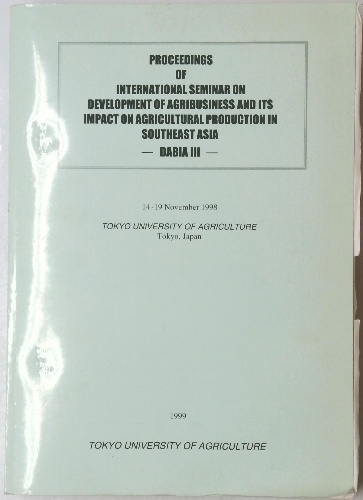 PROCEEDINGS
OF
INTERNATIONAL SEMINAR ON
DEVELOPMENT OF AGRIBUSINESS AND ITS
IMPACT ON AGRICULTURAL PRODUCTION IN
SOUTHEAST ASIA
— DABIA III —
14-19 November 1998
TOKYO UNIVERSITY OF AGRICULTURE
Tokyo, Japan
1999
TOKYO UNIVERSITY OF AGRICULTURE